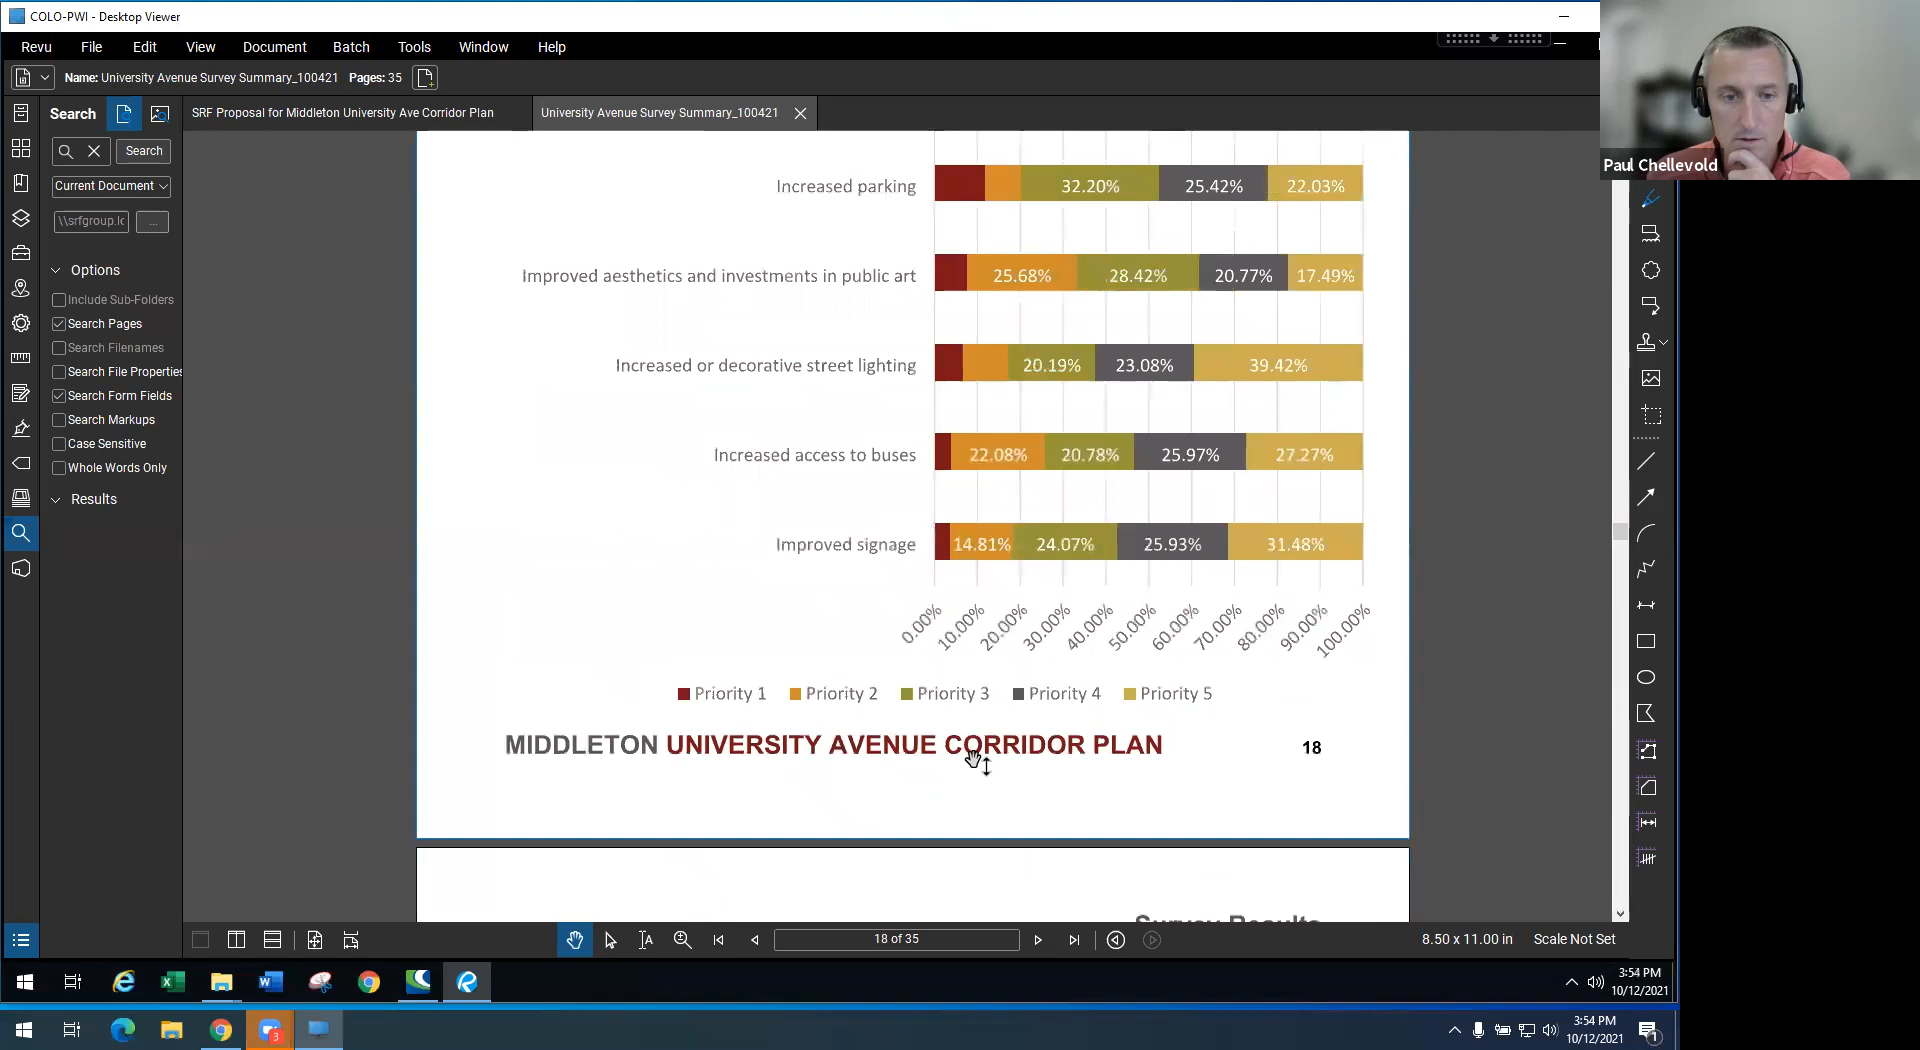 COLO-PWI - Desktop Viewer
Revu File Edit View Document Batch Tools Window Help
Name: University Avenue Survey Summary_100421 Pages: 35
Search
SRF Proposal for Middleton University Ave Corridor Plan
University Avenue Survey Summary_100421
Search
Current Document
\\srfgroup.lc
...
Options
Include Sub-Folders
Search Pages
Search Filenames
Search File Properties
Search Form Fields
Search Markups
Case Sensitive
Whole Words Only
Results
Paul Chellevold
Increased parking 32.20% 25.42% 22.03%
Improved aesthetics and investments in public art 25.68% 28.42% 20.77% 17.49%
Increased or decorative street lighting 20.19% 23.08% 39.42%
Increased access to buses 22.08% 20.78% 25.97% 27.27%
Improved signage 14.81% 24.07% 25.93% 31.48%
0.00% 10.00% 20.00% 30.00% 40.00% 50.00% 60.00% 70.00% 80.00% 90.00% 100.00%
Priority 1 Priority 2 Priority 3 Priority 4 Priority 5
MIDDLETON UNIVERSITY AVENUE CORRIDOR PLAN 18
Survey Results
18 of 35
8.50 x 11.00 in Scale Not Set
3:54 PM
10/12/2021
3
3:54 PM
10/12/2021
1